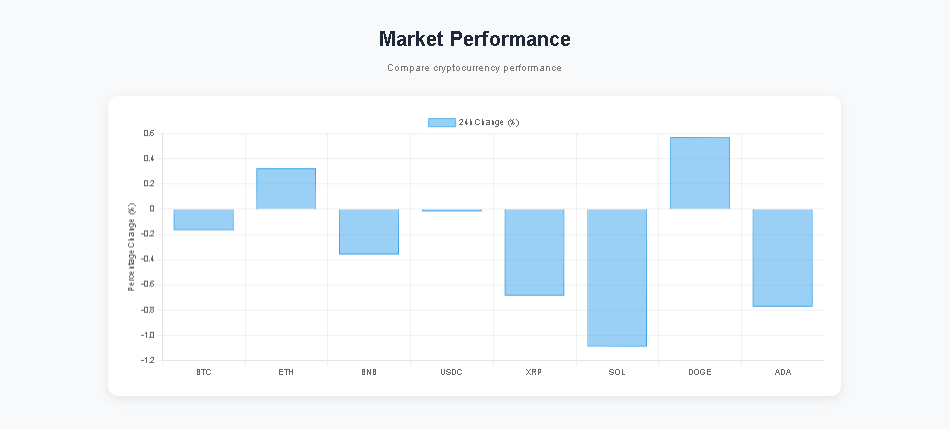 Market Performance
Compare cryptocurrency performance
24h Change (%)
Percentage Change (%)
0.6
0.4
0.2
0
-0.2
-0.4
-0.6
-0.8
-1.0
-1.2
BTC ETH BNB USDC XRP SOL DOGE ADA